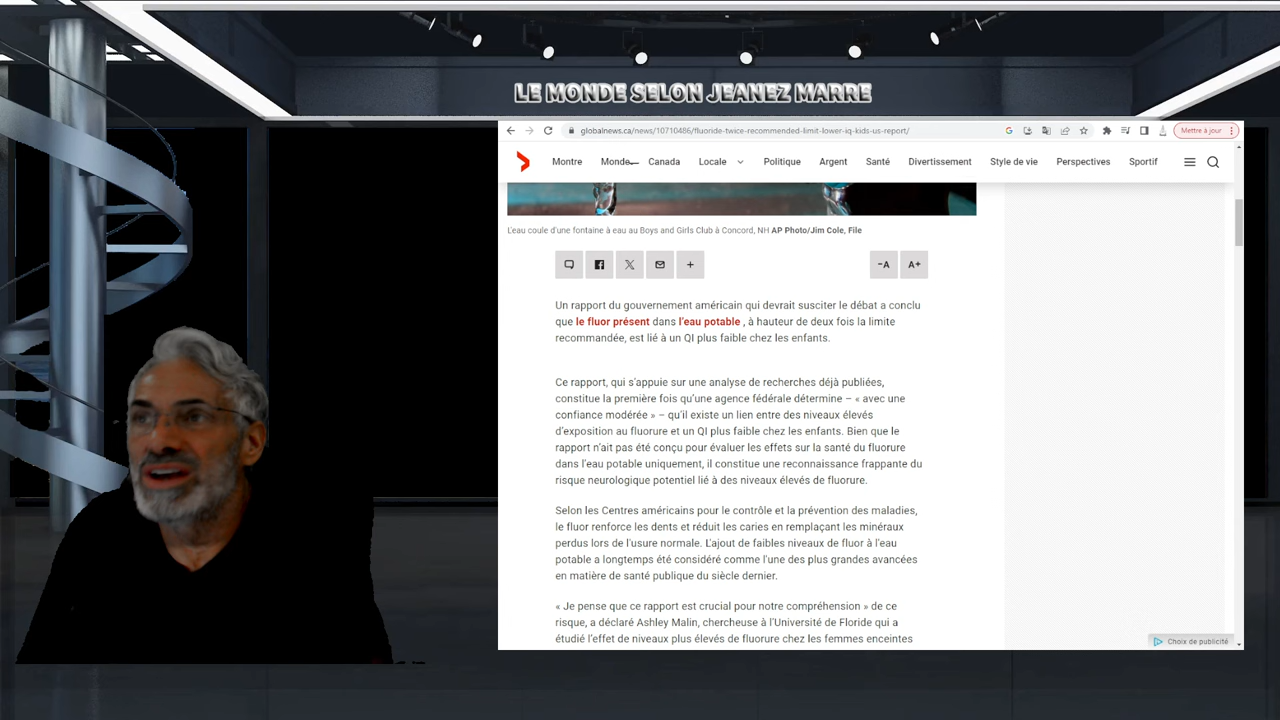 LE MONDE SELON JEANEZ MARRE
globalnews.ca/news/10710486/fluoride-twice-recommended-limit-lower-iq-kids-us-report/
Mettre à jour
Montre Monde Canada Locale Politique Argent Santé Divertissement Style de vie Perspectives Sportif
L'eau coule d'une fontaine à eau au Boys and Girls Club à Concord, NH AP Photo/Jim Cole, File
-A A+
Un rapport du gouvernement américain qui devrait susciter le débat a conclu
que le fluor présent dans l'eau potable , à hauteur de deux fois la limite
recommandée, est lié à un QI plus faible chez les enfants.
Ce rapport, qui s'appuie sur une analyse de recherches déjà publiées,
constitue la première fois qu'une agence fédérale détermine – « avec une
confiance modérée » – qu'il existe un lien entre des niveaux élevés
d'exposition au fluorure et un QI plus faible chez les enfants. Bien que le
rapport n'ait pas été conçu pour évaluer les effets sur la santé du fluorure
dans l'eau potable uniquement, il constitue une reconnaissance frappante du
risque neurologique potentiel lié à des niveaux élevés de fluorure.
Selon les Centres américains pour le contrôle et la prévention des maladies,
le fluor renforce les dents et réduit les caries en remplaçant les minéraux
perdus lors de l'usure normale. L'ajout de faibles niveaux de fluor à l'eau
potable a longtemps été considéré comme l'une des plus grandes avancées
en matière de santé publique du siècle dernier.
« Je pense que ce rapport est crucial pour notre compréhension » de ce
risque, a déclaré Ashley Malin, chercheuse à l'Université de Floride qui a
étudié l'effet de niveaux plus élevés de fluorure chez les femmes enceintes
Choix de publicité